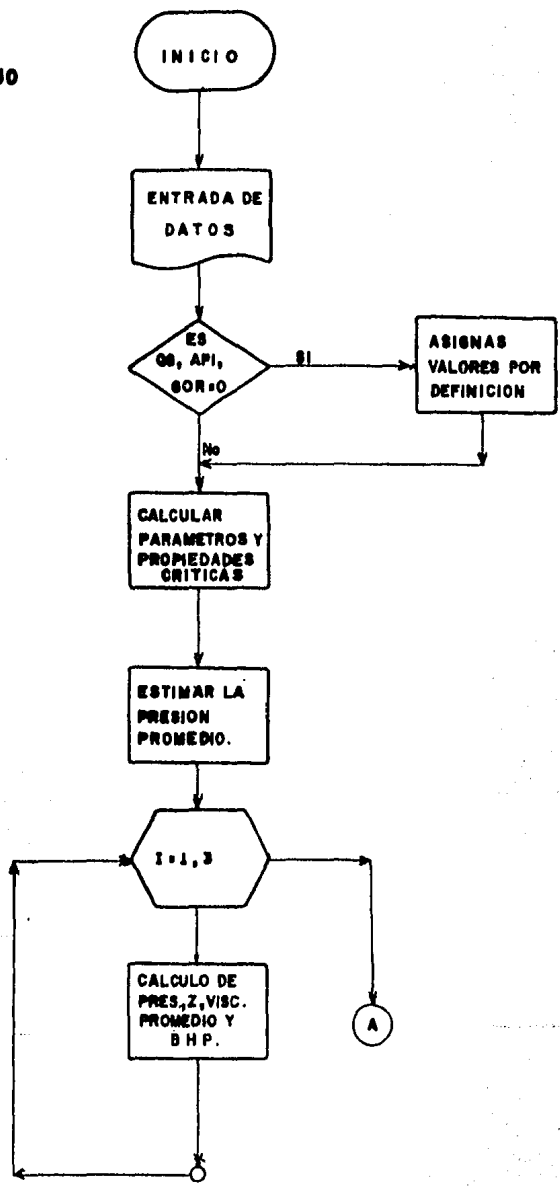 INICIO
ENTRADA DE
DATOS
ES
QS, API,
GOR=0
SI
ASIGNAS
VALORES POR
DEFINICION
No
CALCULAR
PARAMETROS Y
PROPIEDADES
CRITICAS
ESTIMAR LA
PRESION
PROMEDIO.
I=1,3
CALCULO DE
PRES.,Z,VISC.
PROMEDIO Y
BHP.
A